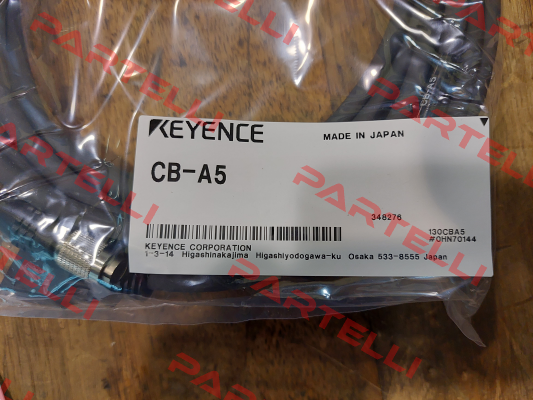 KEYENCE
MADE IN JAPAN
CB-A5
348276
130CBA5
#OHN70144
KEYENCE CORPORATION
1-3-14 Higashinakajima Higashiyodogawa-ku Osaka 533-8555 Japan
PARTELLI
PARTELLI
PARTELLI
PARTELLI
PARTELLI